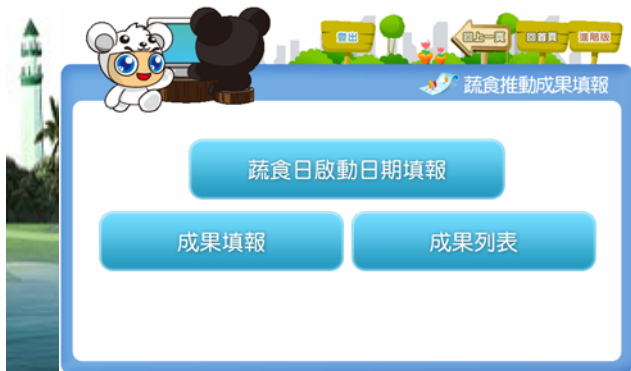 登出 回上一頁 回首頁 進階版
蔬食推動成果填報
蔬食日啟動日期填報
成果填報 成果列表